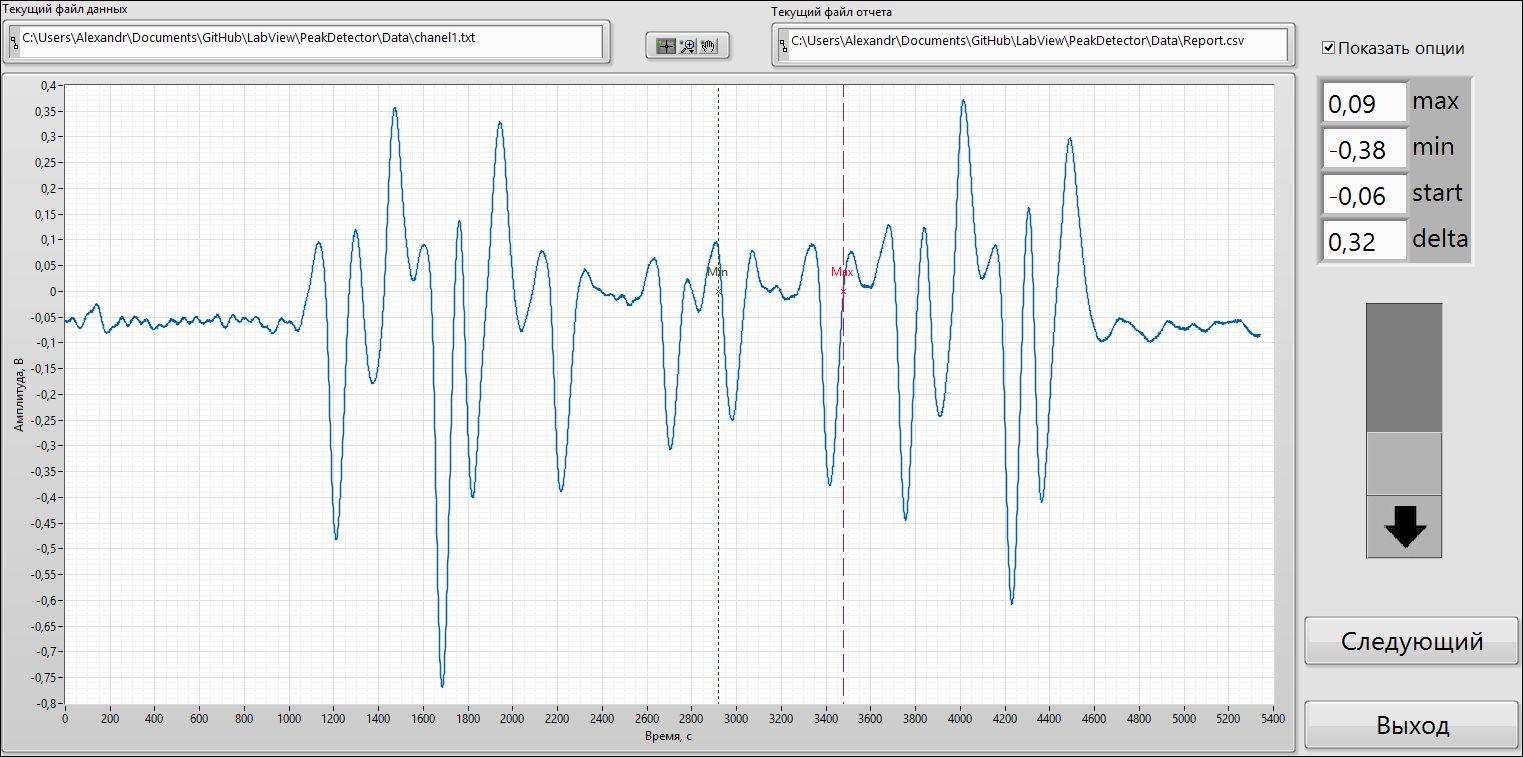 Текущий файл данных
C:\Users\Alexandr\Documents\GitHub\LabView\PeakDetector\Data\chanel1.txt
Текущий файл отчета
C:\Users\Alexandr\Documents\GitHub\LabView\PeakDetector\Data\Report.csv
Показать опции
0,09 max
-0,38 min
-0,06 start
0,32 delta
Амплитуда, В
0,4
0,35
0,3
0,25
0,2
0,15
0,1
0,05
0
-0,05
-0,1
-0,15
-0,2
-0,25
-0,3
-0,35
-0,4
-0,45
-0,5
-0,55
-0,6
-0,65
-0,7
-0,75
-0,8
Min
Max
0 200 400 600 800 1000 1200 1400 1600 1800 2000 2200 2400 2600 2800 3000 3200 3400 3600 3800 4000 4200 4400 4600 4800 5000 5200 5400
Время, с
Следующий
Выход